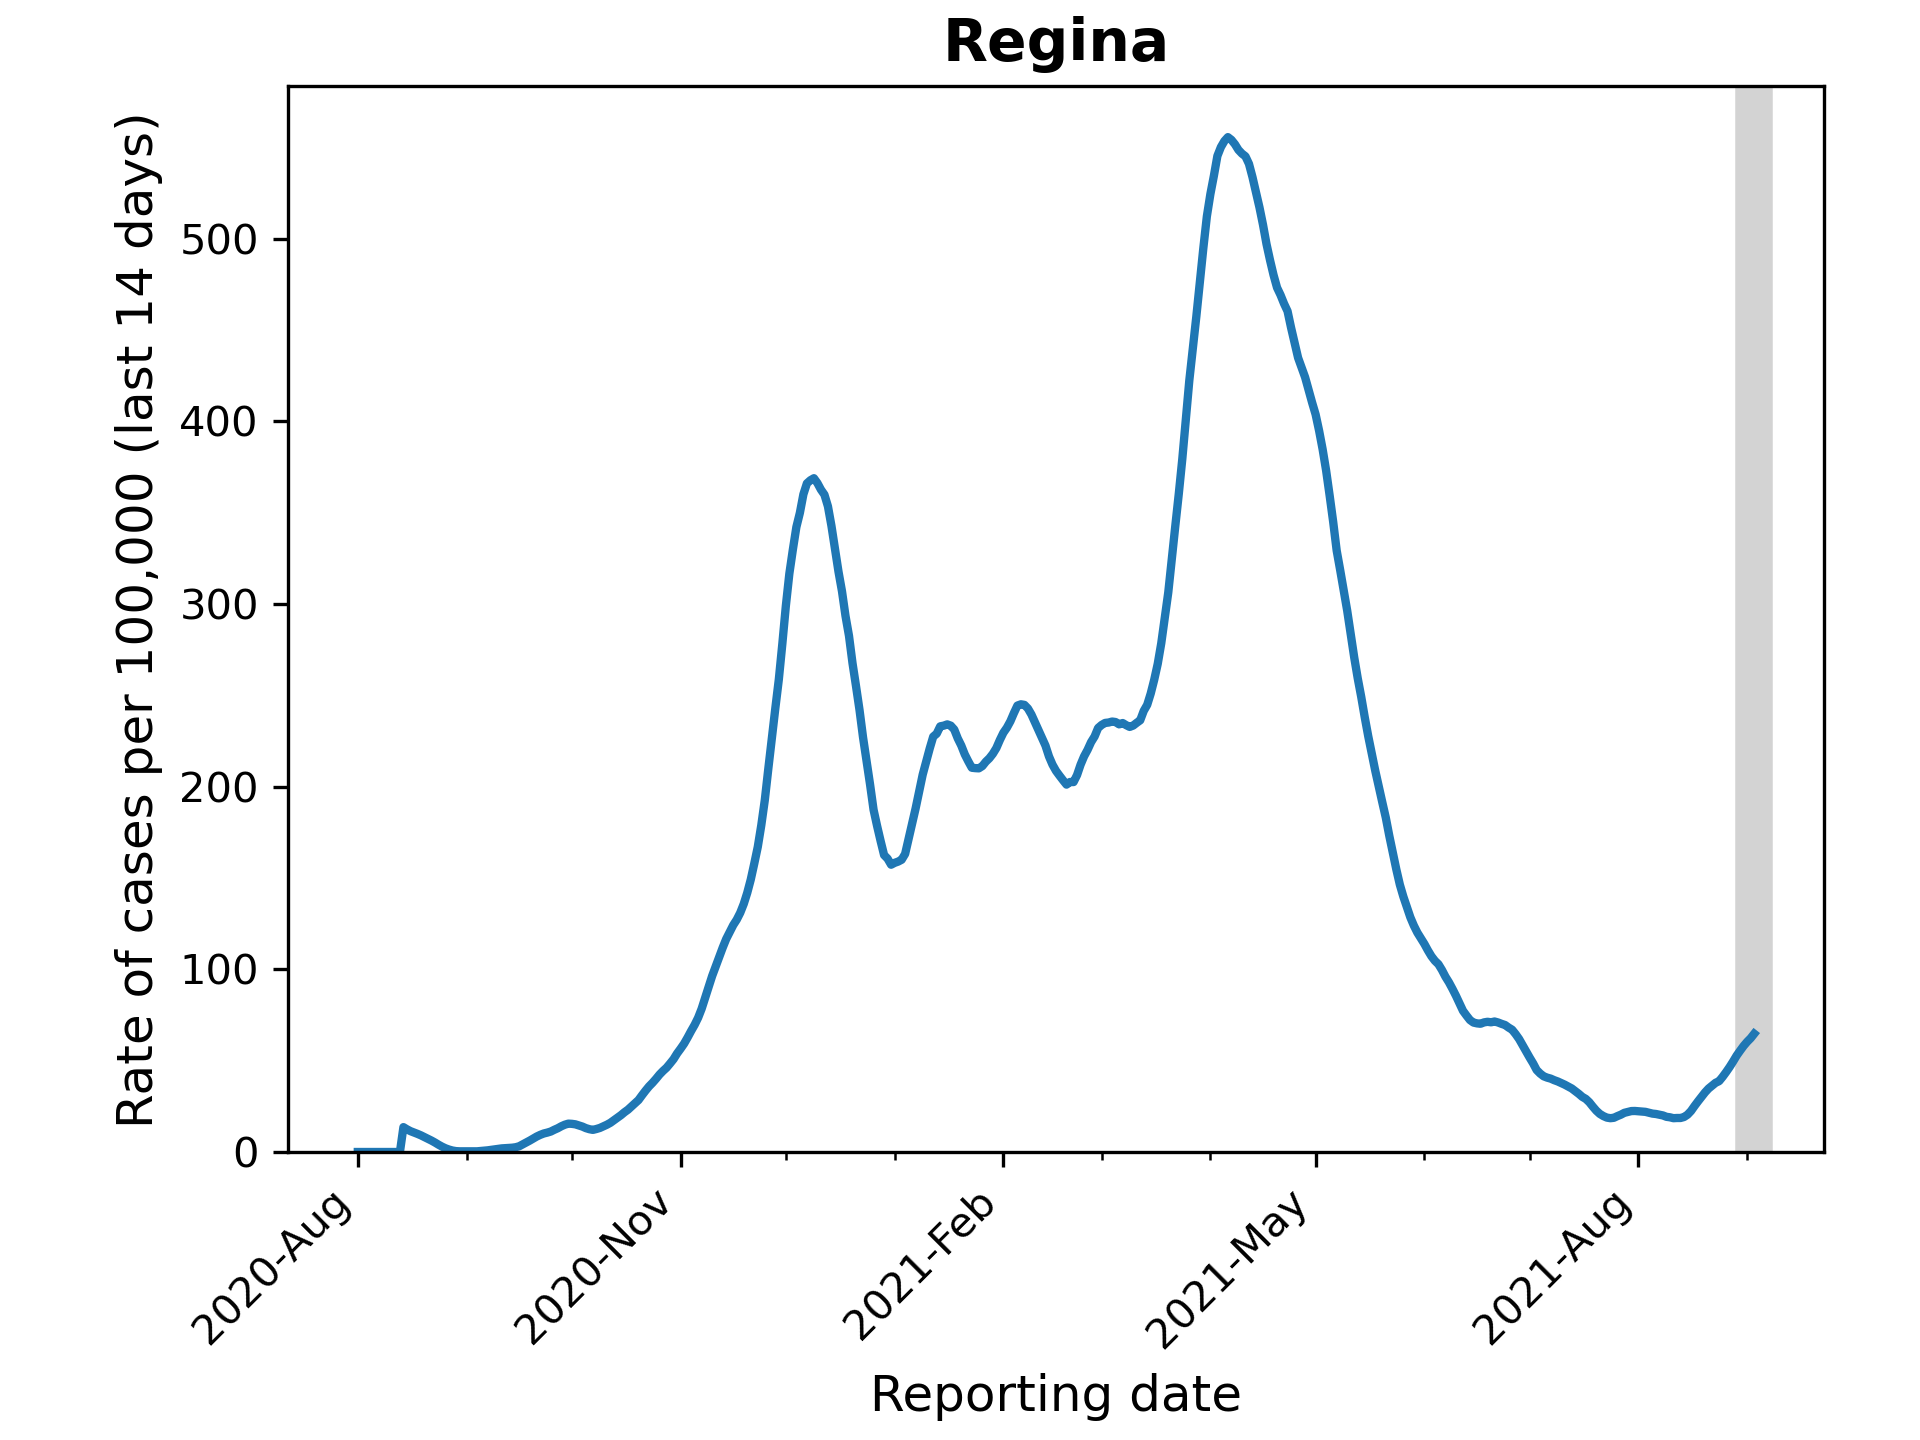 Regina
Rate of cases per 100,000 (last 14 days)
500
400
300
200
100
0
2020-Aug
2020-Nov
2021-Feb
2021-May
2021-Aug
Reporting date